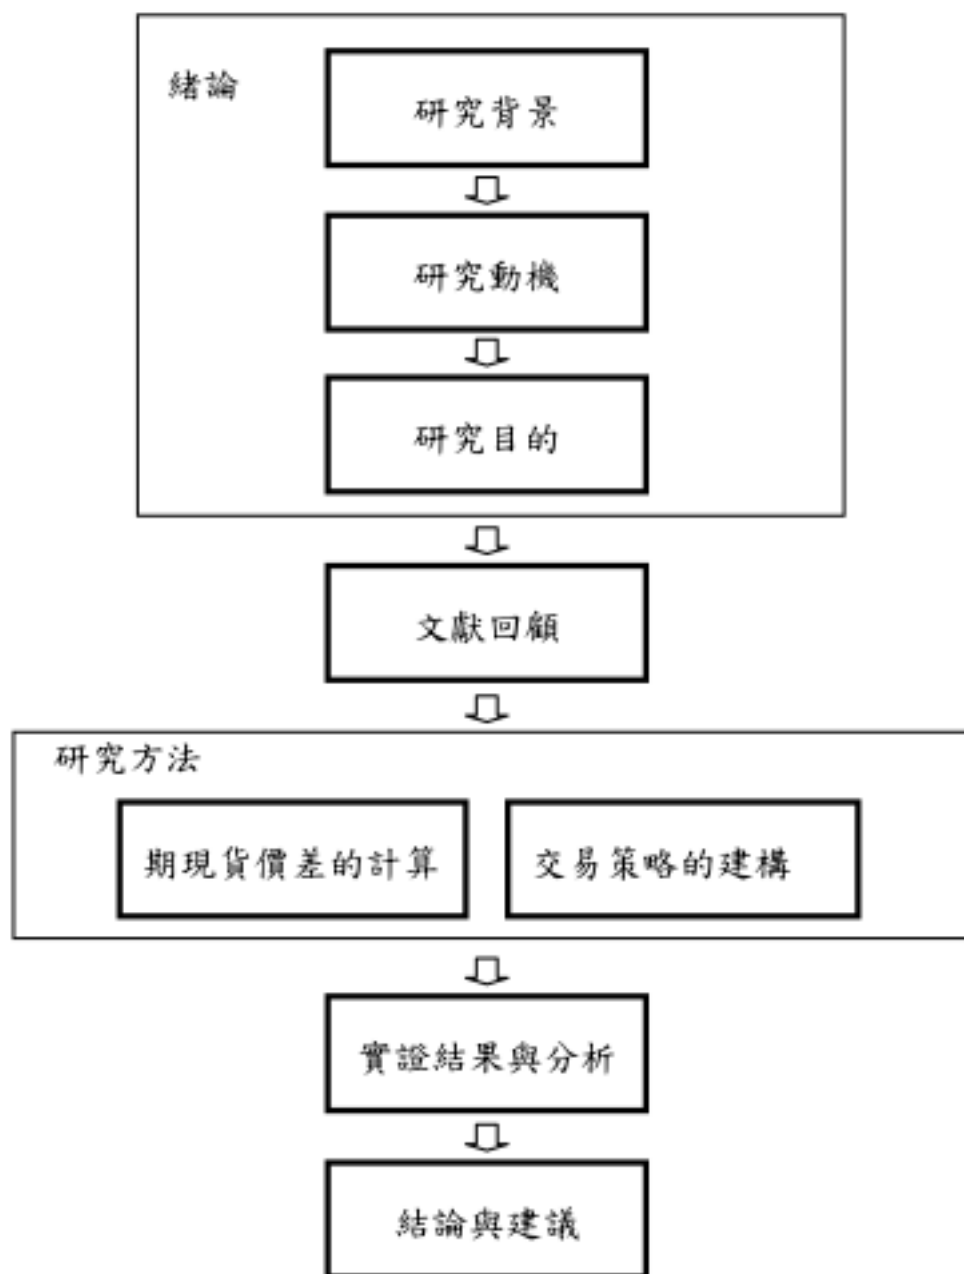 緒論
研究背景
研究動機
研究目的
文獻回顧
研究方法
期現貨價差的計算
交易策略的建構
實證結果與分析
結論與建議